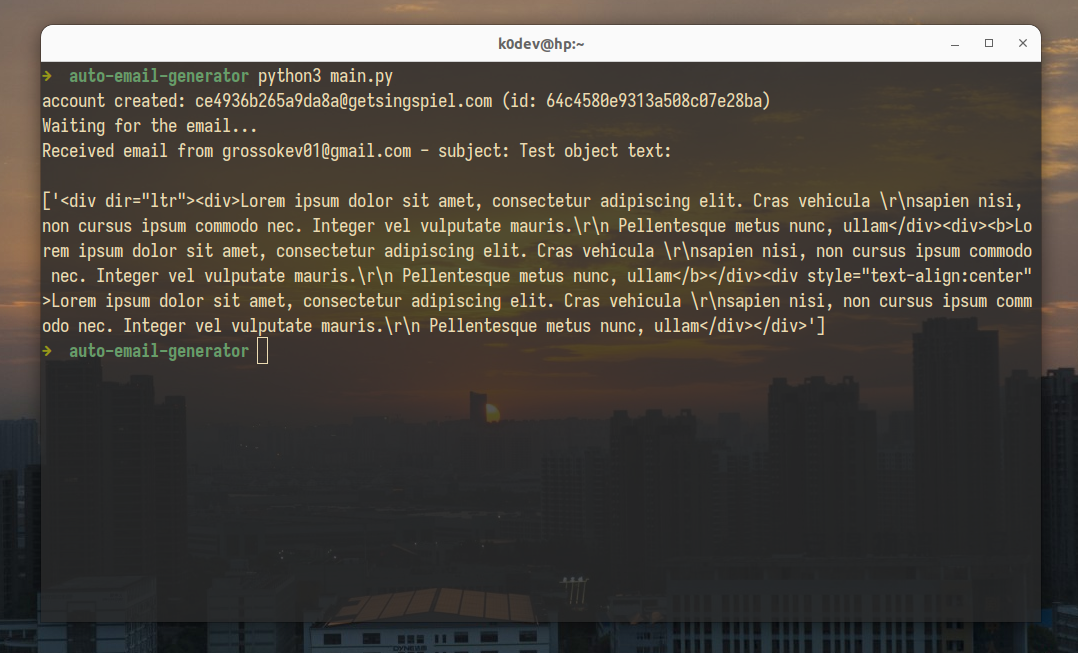 k0dev@hp:~
➜ auto-email-generator python3 main.py
account created: ce4936b265a9da8a@getsingspiel.com (id: 64c4580e9313a508c07e28ba)
Waiting for the email...
Received email from grossokev01@gmail.com - subject: Test object text:
['<div dir="ltr"><div>Lorem ipsum dolor sit amet, consectetur adipiscing elit. Cras vehicula \r\nsapien nisi,
non cursus ipsum commodo nec. Integer vel vulputate mauris.\r\n Pellentesque metus nunc, ullam</div><div><b>Lo
rem ipsum dolor sit amet, consectetur adipiscing elit. Cras vehicula \r\nsapien nisi, non cursus ipsum commodo
 nec. Integer vel vulputate mauris.\r\n Pellentesque metus nunc, ullam</b></div><div style="text-align:center"
>Lorem ipsum dolor sit amet, consectetur adipiscing elit. Cras vehicula \r\nsapien nisi, non cursus ipsum comm
odo nec. Integer vel vulputate mauris.\r\n Pellentesque metus nunc, ullam</div></div>']
➜ auto-email-generator